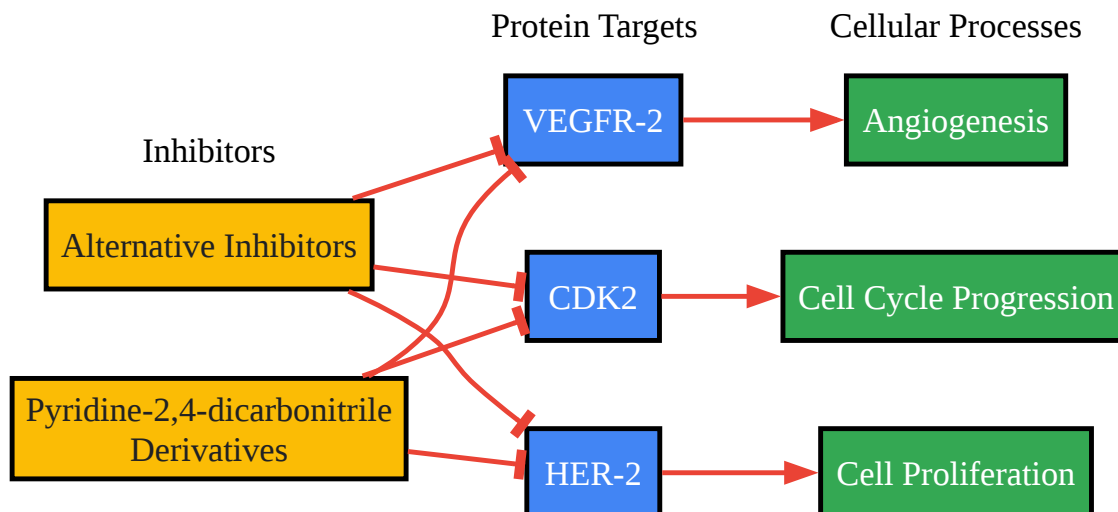 Protein Targets
Cellular Processes
VEGFR-2
Angiogenesis
Inhibitors
Alternative Inhibitors
CDK2
Cell Cycle Progression
Pyridine-2,4-dicarbonitrile
Derivatives
HER-2
Cell Proliferation